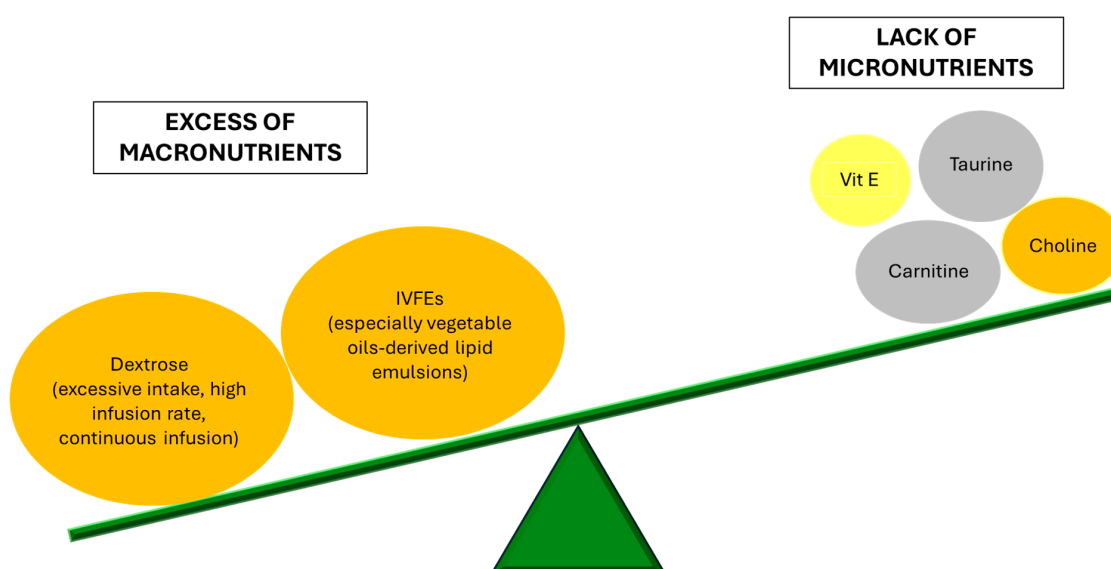 EXCESS OF
MACRONUTRIENTS
Dextrose
(excessive intake, high
infusion rate,
continuous infusion)
IVFEs
(especially vegetable
oils-derived lipid
emulsions)
LACK OF
MICRONUTRIENTS
Vit E
Taurine
Carnitine
Choline